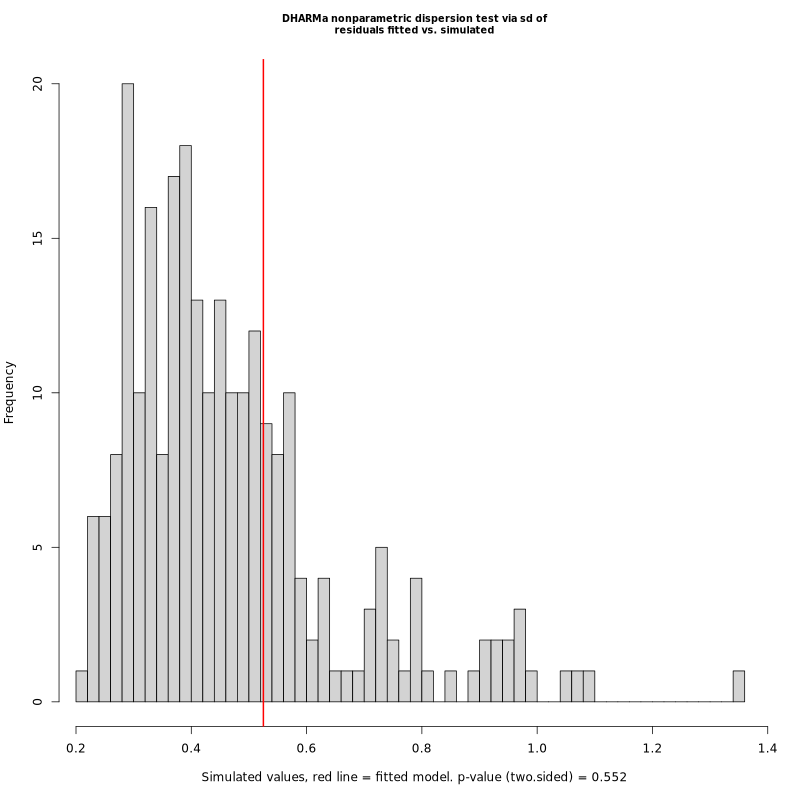 DHARMa nonparametric dispersion test via sd of
residuals fitted vs. simulated
Frequency
20
15
10
5
0
0.2 0.4 0.6 0.8 1.0 1.2 1.4
Simulated values, red line = fitted model. p-value (two.sided) = 0.552